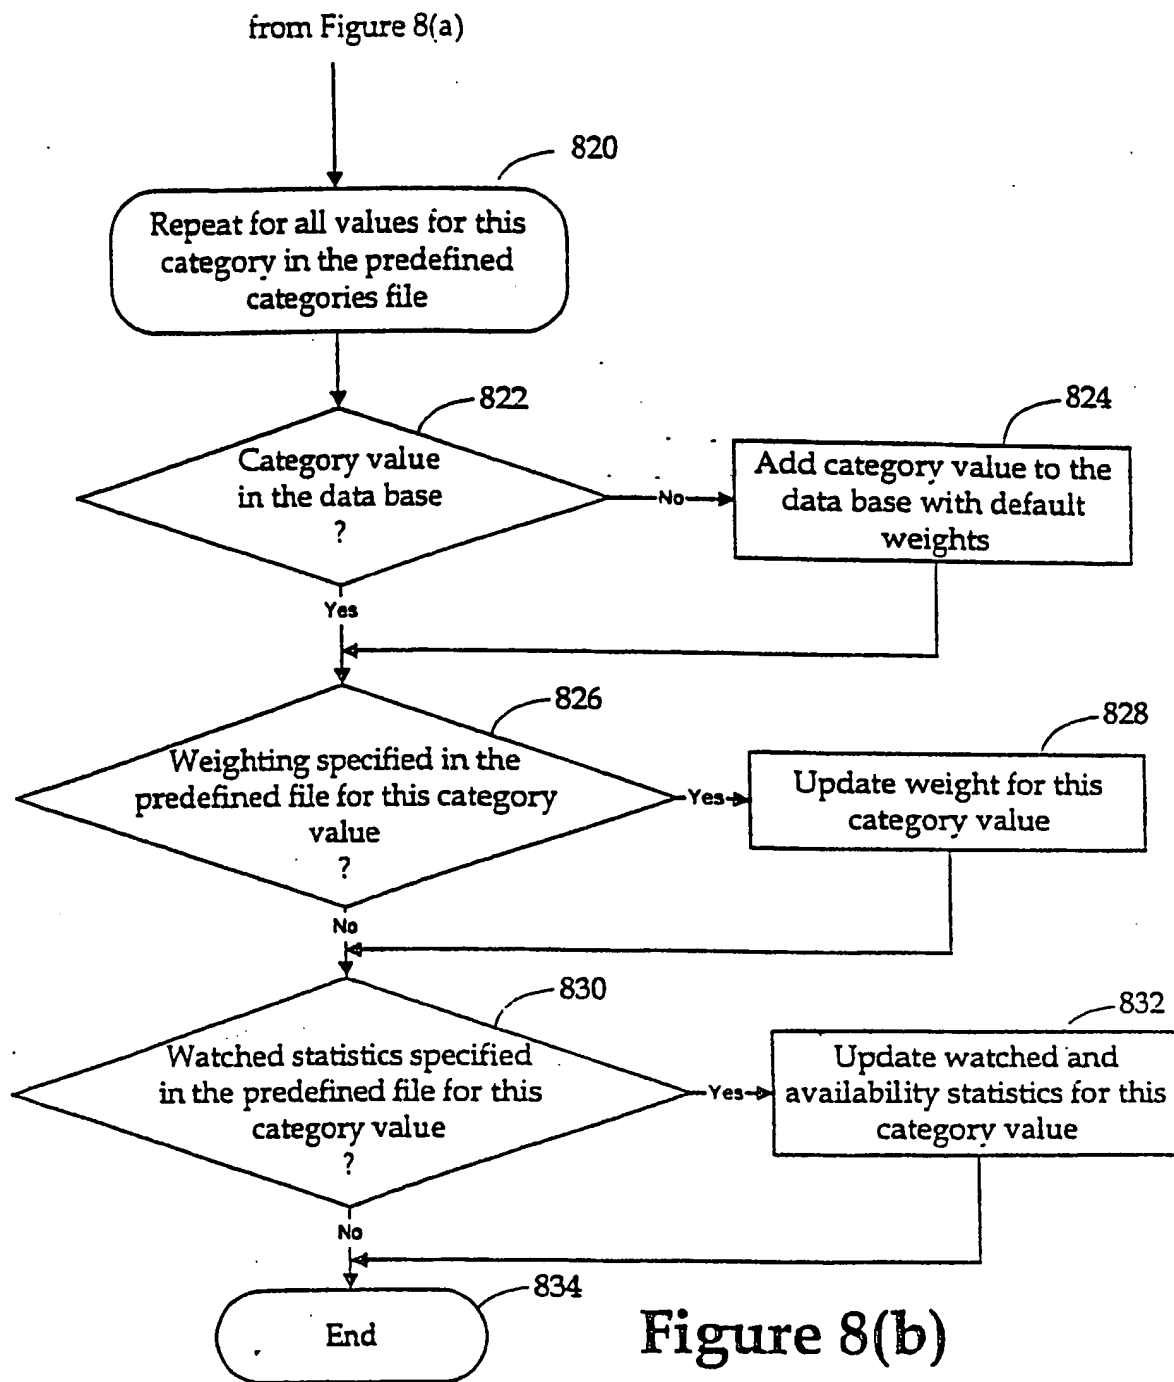 from Figure 8(a)
820
Repeat for all values for this
category in the predefined
categories file
822
Category value
in the data base
?
No
824
Add category value to the
data base with default
weights
Yes
826
Weighting specified in the
predefined file for this category
value
?
Yes
828
Update weight for this
category value
No
830
Watched statistics specified
in the predefined file for this
category value
?
Yes
832
Update watched and
availability statistics for this
category value
No
834
End
Figure 8(b)